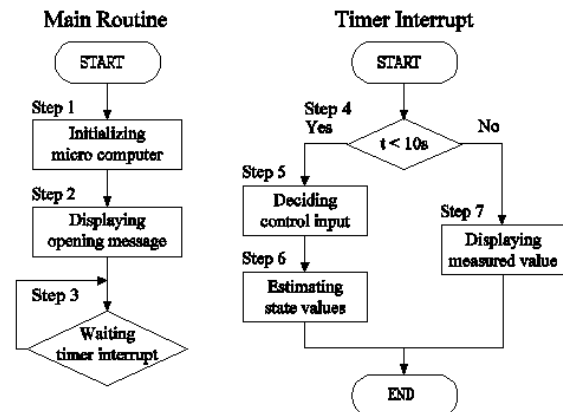 Main Routine
START
Step 1
Initializing
micro computer
Step 2
Displaying
opening message
Step 3
Waiting
timer interrupt
Timer Interrupt
START
Step 4
Yes
No
t < 10s
Step 5
Deciding
control input
Step 6
Estimating
state values
Step 7
Displaying
measured value
END